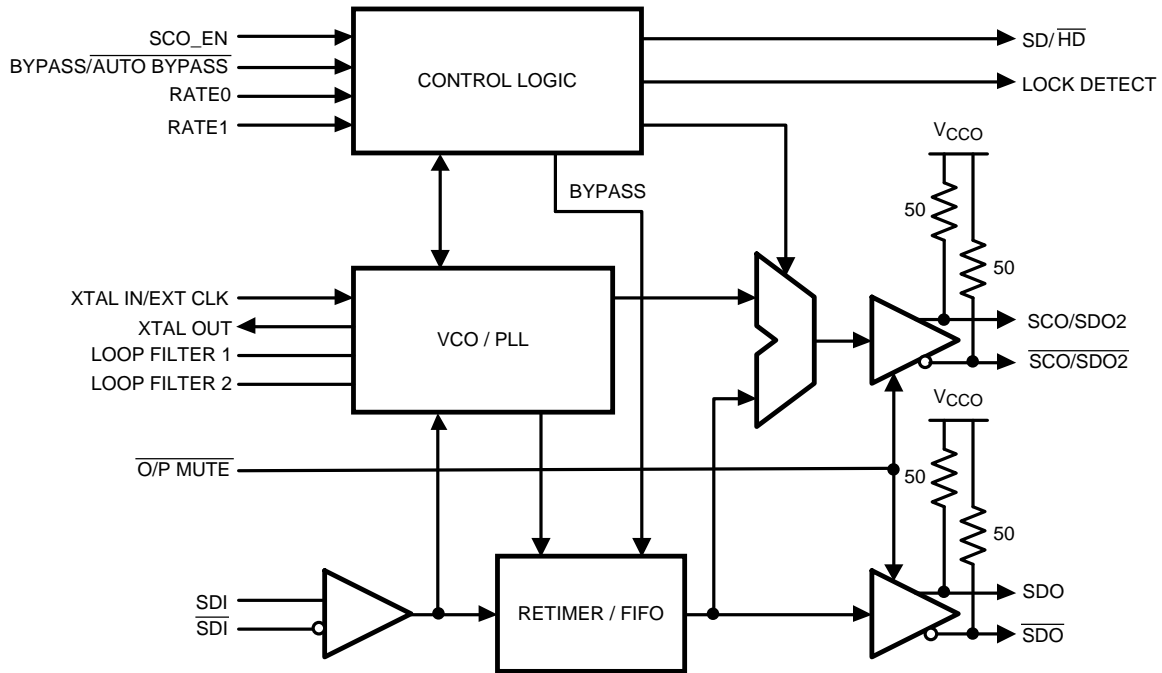 SCO_EN
BYPASS/AUTO BYPASS
RATE0
RATE1
CONTROL LOGIC
SD/HD
LOCK DETECT
BYPASS
VCCO
50
50
XTAL IN/EXT CLK
XTAL OUT
LOOP FILTER 1
LOOP FILTER 2
VCO / PLL
SCO/SDO2
SCO/SDO2
VCCO
O/P MUTE
50
50
SDI
SDI
RETIMER / FIFO
SDO
SDO